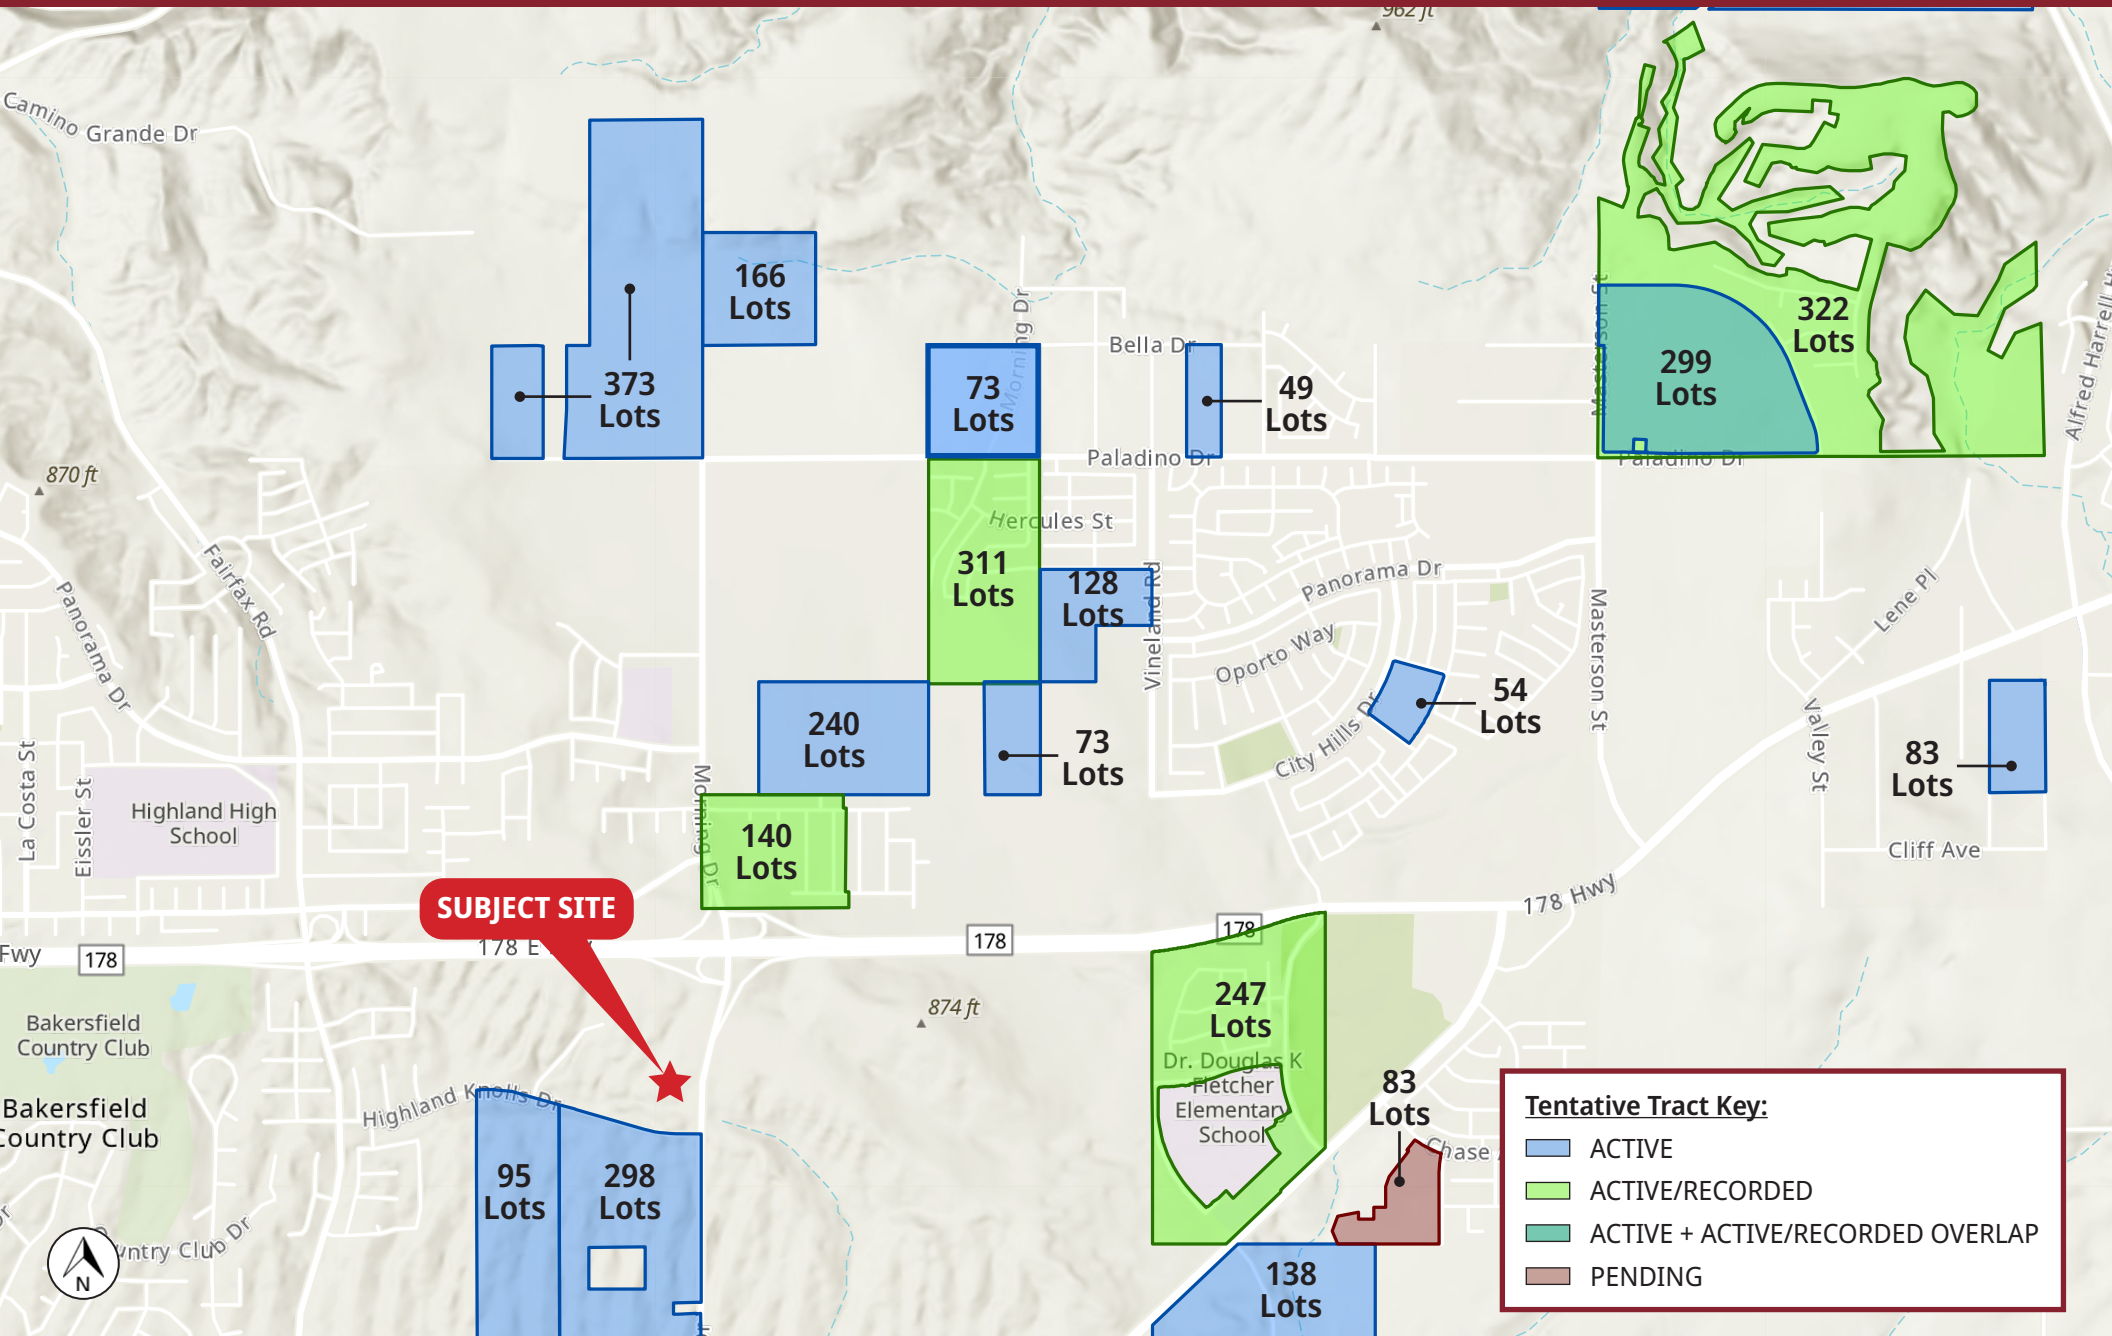 962 ft
Camino Grande Dr
166
Lots
373
Lots
Morning Dr
73
Lots
Bella Dr
49
Lots
Paladino Dr
Masterson St
322
Lots
299
Lots
Paladino Dr
870 ft
Hercules St
311
Lots
128
Lots
Vineland Rd
Panorama Dr
Oporto Way
City Hills Dr
54
Lots
Masterson St
Lene Pl
Valley St
83
Lots
Cliff Ave
Fairfax Rd
Panorama Dr
La Costa St
Eissler St
Highland High
School
240
Lots
73
Lots
Morning Dr
140
Lots
SUBJECT SITE
178 E
Fwy
178
178
178
178 Hwy
Bakersfield
Country Club
Bakersfield
Country Club
874 ft
247
Lots
Dr. Douglas K
Fletcher
Elementary
School
83
Lots
Chase
Highland Knolls Dr
95
Lots
298
Lots
138
Lots
Dr
N
Tentative Tract Key:
ACTIVE
ACTIVE/RECORDED
ACTIVE + ACTIVE/RECORDED OVERLAP
PENDING